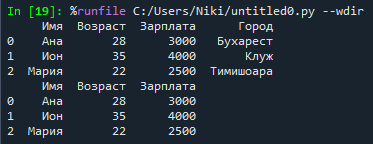 In [19]: %runfile C:/Users/Niki/untitled0.py --wdir
Имя Возраст Зарплата Город
0 Ана 28 3000 Бухарест
1 Ион 35 4000 Клуж
2 Мария 22 2500 Тимишоара
Имя Возраст Зарплата
0 Ана 28 3000
1 Ион 35 4000
2 Мария 22 2500